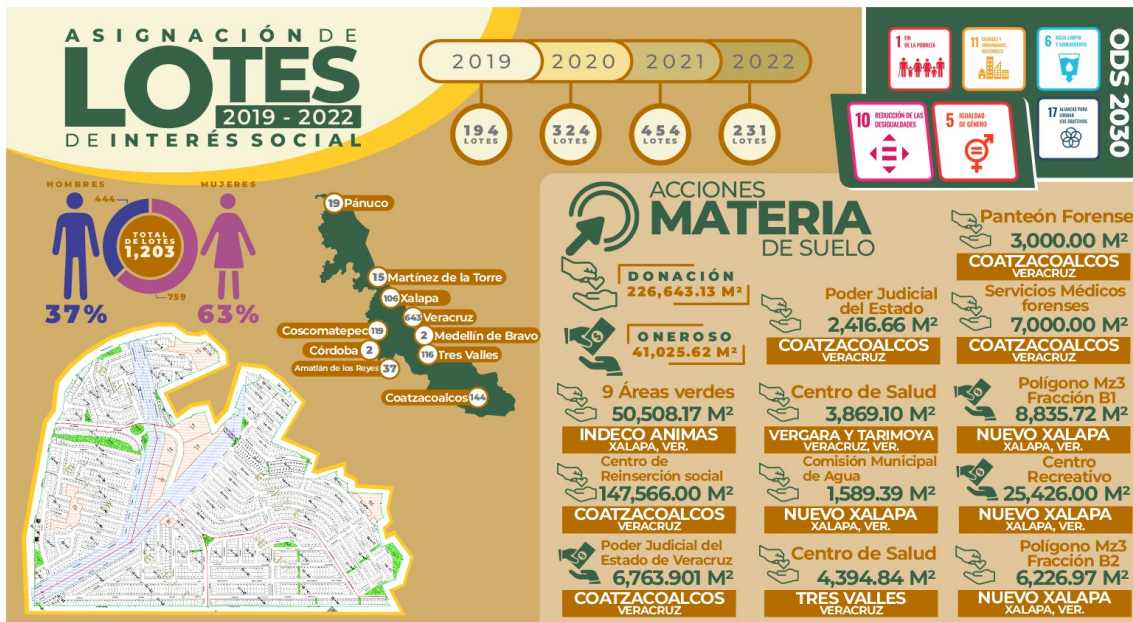 ASIGNACIÓN DE
LOTES
2019 - 2022
DE INTERÉS SOCIAL
2019
2020
2021
2022
194
LOTES
324
LOTES
454
LOTES
231
LOTES
1 FIN
DE LA POBREZA
11 CIUDADES Y
COMUNIDADES
SOSTENIBLES
6 AGUA LIMPIA
Y SANEAMIENTO
10 REDUCCIÓN DE LAS
DESIGUALDADES
5 IGUALDAD
DE GÉNERO
17 ALIANZAS PARA
LOGRAR
LOS OBJETIVOS
ODS 2030
HOMBRES
444
MUJERES
TOTAL
DE LOTES
1,203
759
37%
63%
19 Pánuco
15 Martínez de la Torre
106 Xalapa
643 Veracruz
Coscomatepec 119
2 Medellín de Bravo
Córdoba 2
116 Tres Valles
Amatlán de los Reyes 37
Coatzacoalcos 144
ACCIONES
MATERIA
DE SUELO
DONACIÓN
226,643.13 M²
ONEROSO
41,025.62 M²
Panteón Forense
3,000.00 M²
COATZACOALCOS
VERACRUZ
Poder Judicial
del Estado
2,416.66 M²
COATZACOALCOS
VERACRUZ
Servicios Médicos
forenses
7,000.00 M²
COATZACOALCOS
VERACRUZ
9 Áreas verdes
50,508.17 M²
INDECO ANIMAS
XALAPA, VER.
Centro de Salud
3,869.10 M²
VERGARA Y TARIMOYA
VERACRUZ, VER.
Polígono Mz3
Fracción B1
8,835.72 M²
NUEVO XALAPA
XALAPA, VER.
Centro de
Reinserción social
147,566.00 M²
COATZACOALCOS
VERACRUZ
Comisión Municipal
de Agua
1,589.39 M²
NUEVO XALAPA
XALAPA, VER.
Centro
Recreativo
25,426.00 M²
NUEVO XALAPA
XALAPA, VER.
Poder Judicial del
Estado de Veracruz
6,763.901 M²
COATZACOALCOS
VERACRUZ
Centro de Salud
4,394.84 M²
TRES VALLES
VERACRUZ
Polígono Mz3
Fracción B2
6,226.97 M²
NUEVO XALAPA
XALAPA, VER.